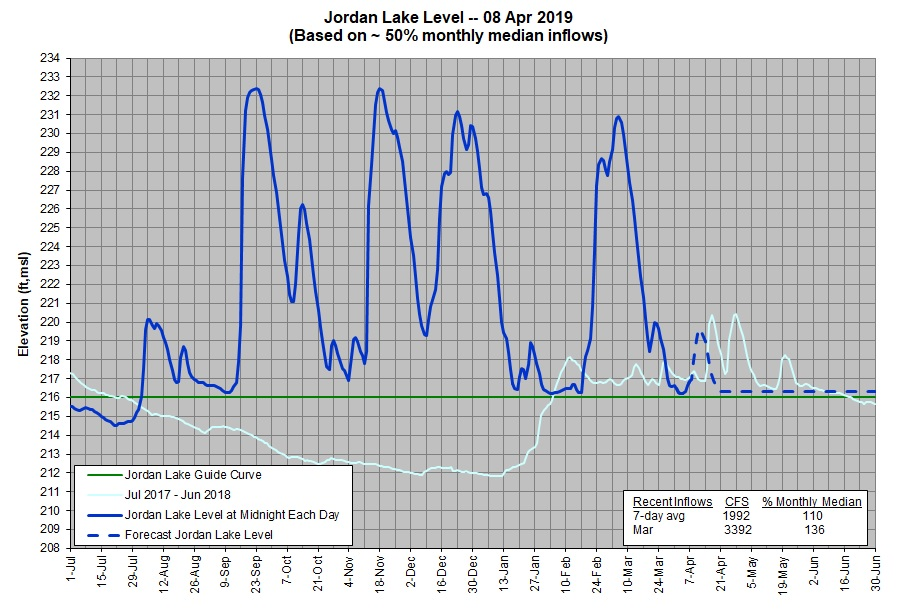 Jordan Lake Level -- 08 Apr 2019
(Based on ~ 50% monthly median inflows)
Elevation (ft,msl)
234
233
232
231
230
229
228
227
226
225
224
223
222
221
220
219
218
217
216
215
214
213
212
211
210
209
208
Jordan Lake Guide Curve
Jul 2017 - Jun 2018
Jordan Lake Level at Midnight Each Day
Forecast Jordan Lake Level
Recent Inflows CFS % Monthly Median
7-day avg 1992 110
Mar 3392 136
1-Jul
15-Jul
29-Jul
12-Aug
26-Aug
9-Sep
23-Sep
7-Oct
21-Oct
4-Nov
18-Nov
2-Dec
16-Dec
30-Dec
13-Jan
27-Jan
10-Feb
24-Feb
10-Mar
24-Mar
7-Apr
21-Apr
5-May
19-May
2-Jun
16-Jun
30-Jun